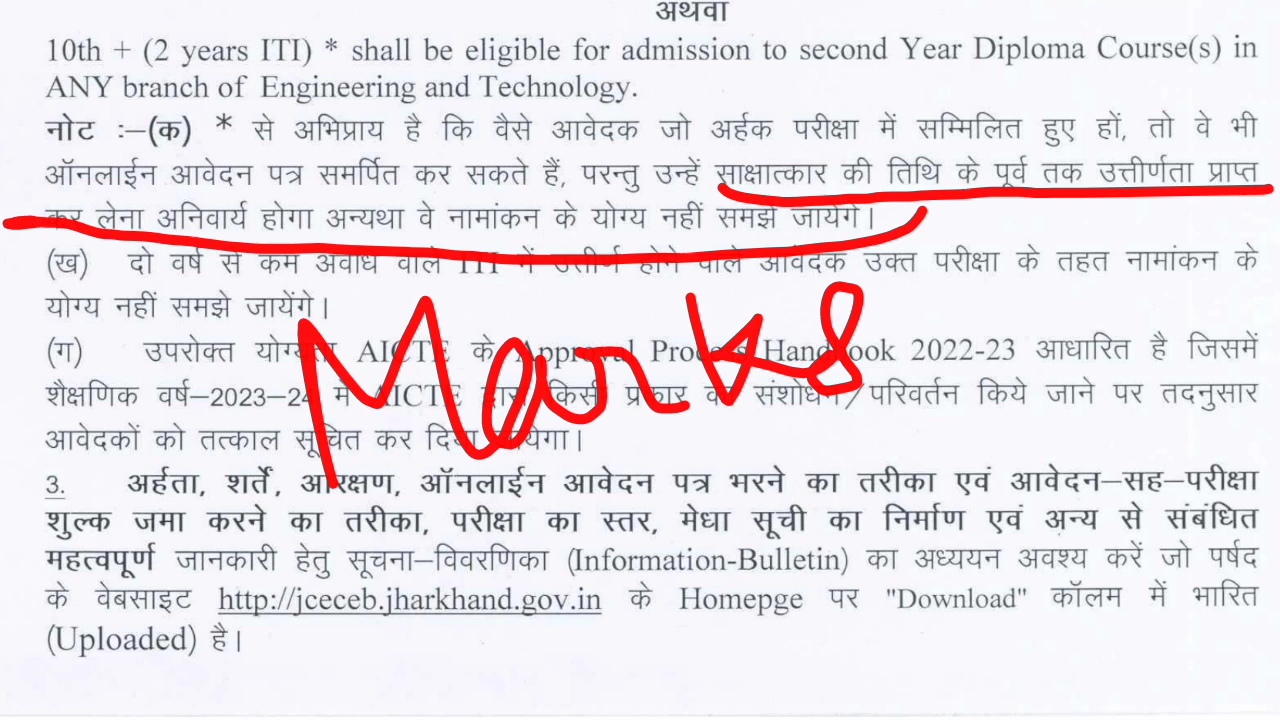 अथवा
10th + (2 years ITI) * shall be eligible for admission to second Year Diploma Course(s) in
ANY branch of Engineering and Technology.
नोट :–(क) * से अभिप्राय है कि वैसे आवेदक जो अर्हक परीक्षा में सम्मिलित हुए हों, तो वे भी
ऑनलाईन आवेदन पत्र समर्पित कर सकते हैं, परन्तु उन्हें साक्षात्कार की तिथि के पूर्व तक उत्तीर्णता प्राप्त
कर लेना अनिवार्य होगा अन्यथा वे नामांकन के योग्य नहीं समझे जायेंगे।
(ख) दो वर्ष से कम अवधि वाले ITI में उत्तीर्ण होने वाले आवेदक उक्त परीक्षा के तहत नामांकन के
योग्य नहीं समझे जायेंगे।
Marks
(ग) उपरोक्त योग्यता AICTE के Approval Process Handbook 2022-23 आधारित है जिसमें
शैक्षणिक वर्ष–2023–24 में AICTE द्वारा किसी प्रकार का संशोधन/परिवर्तन किये जाने पर तदनुसार
आवेदकों को तत्काल सूचित कर दिया जायेगा।
3. अर्हता, शर्तें, आरक्षण, ऑनलाईन आवेदन पत्र भरने का तरीका एवं आवेदन–सह–परीक्षा
शुल्क जमा करने का तरीका, परीक्षा का स्तर, मेधा सूची का निर्माण एवं अन्य से संबंधित
महत्वपूर्ण जानकारी हेतु सूचना–विवरणिका (Information-Bulletin) का अध्ययन अवश्य करें जो पर्षद
के वेबसाइट http://jceceb.jharkhand.gov.in के Homepge पर "Download" कॉलम में भारित
(Uploaded) है।